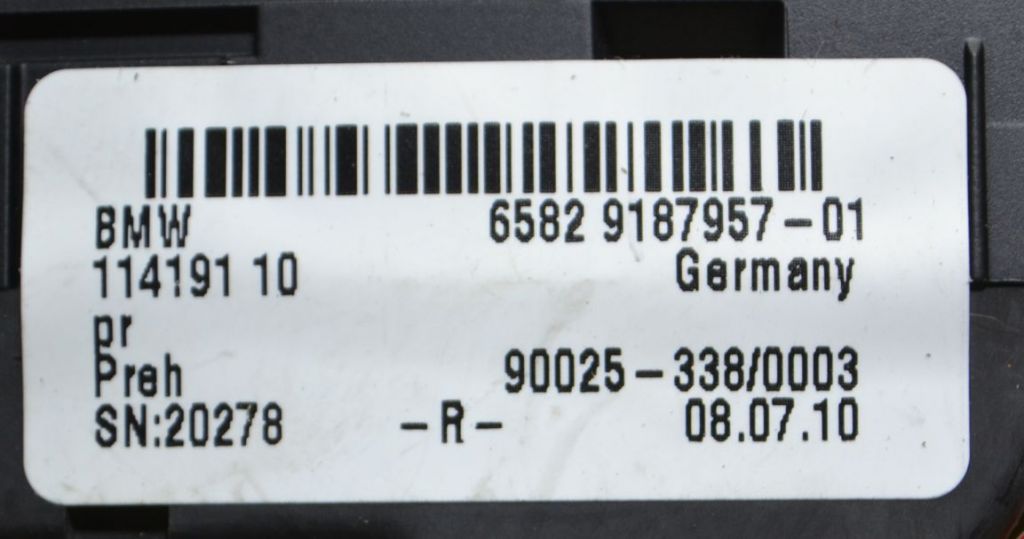 BMW 6582 9187957-01
114191 10 Germany
pr
Preh 90025-338/0003
SN:20278 -R- 08.07.10